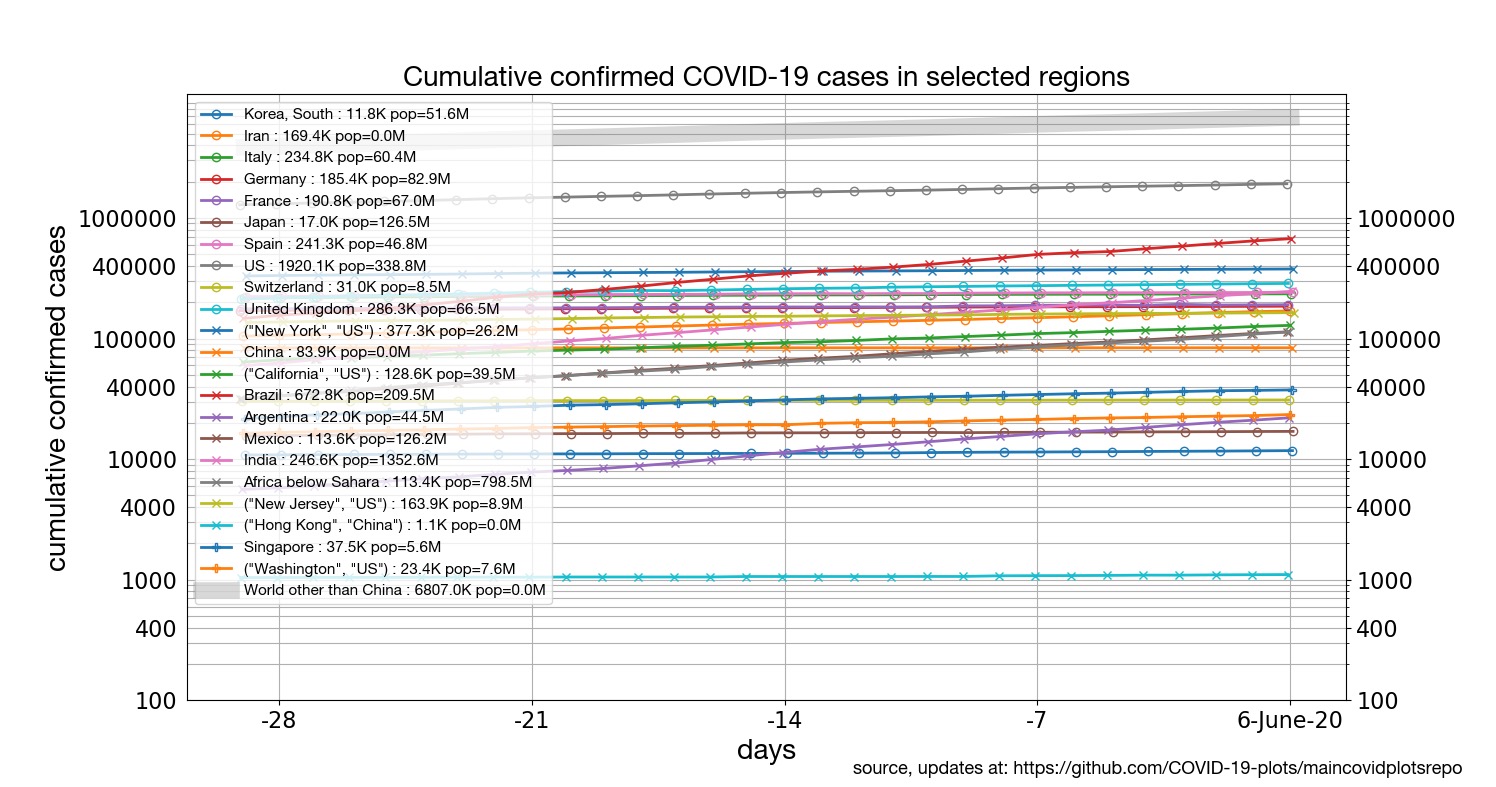 Cumulative confirmed COVID-19 cases in selected regions
cumulative confirmed cases
1000000
400000
100000
40000
10000
4000
1000
400
100
Korea, South : 11.8K pop=51.6M
Iran : 169.4K pop=0.0M
Italy : 234.8K pop=60.4M
Germany : 185.4K pop=82.9M
France : 190.8K pop=67.0M
Japan : 17.0K pop=126.5M
Spain : 241.3K pop=46.8M
US : 1920.1K pop=338.8M
Switzerland : 31.0K pop=8.5M
United Kingdom : 286.3K pop=66.5M
("New York", "US") : 377.3K pop=26.2M
China : 83.9K pop=0.0M
("California", "US") : 128.6K pop=39.5M
Brazil : 672.8K pop=209.5M
Argentina : 22.0K pop=44.5M
Mexico : 113.6K pop=126.2M
India : 246.6K pop=1352.6M
Africa below Sahara : 113.4K pop=798.5M
("New Jersey", "US") : 163.9K pop=8.9M
("Hong Kong", "China") : 1.1K pop=0.0M
Singapore : 37.5K pop=5.6M
("Washington", "US") : 23.4K pop=7.6M
World other than China : 6807.0K pop=0.0M
1000000
400000
100000
40000
10000
4000
1000
400
100
-28 -21 -14 -7 6-June-20
days
source, updates at: https://github.com/COVID-19-plots/maincovidplotsrepo